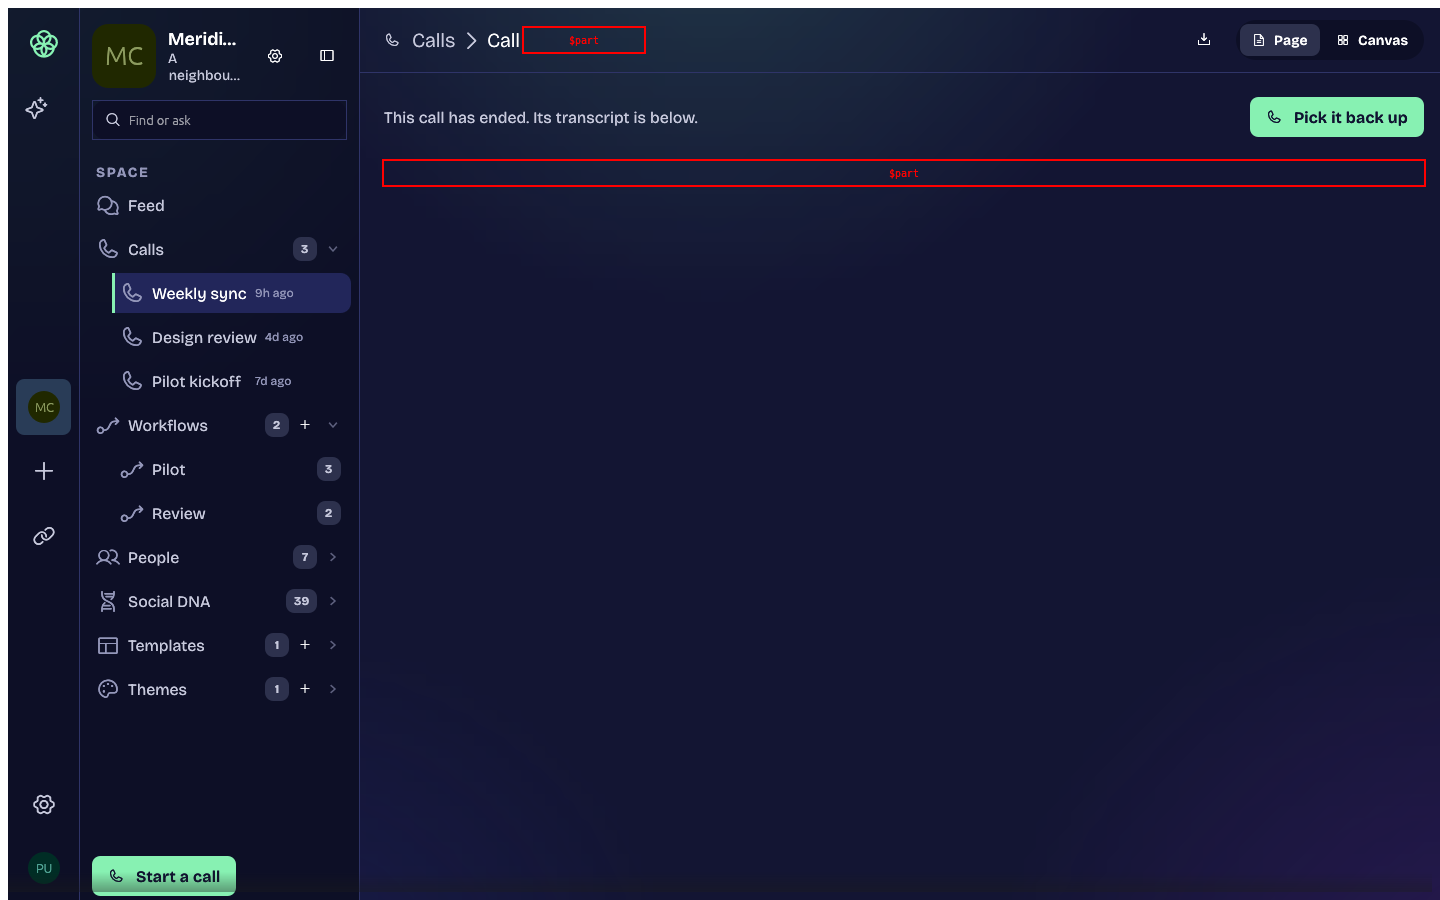 MC
Meridi...
A
neighbou...
Find or ask
SPACE
Feed
Calls 3
Weekly sync 9h ago
Design review 4d ago
Pilot kickoff 7d ago
MC
Workflows 2 +
Pilot 3
Review 2
People 7
Social DNA 39
Templates 1 +
Themes 1 +
PU
Start a call
Calls > Call $part
Page
Canvas
This call has ended. Its transcript is below.
Pick it back up
$part